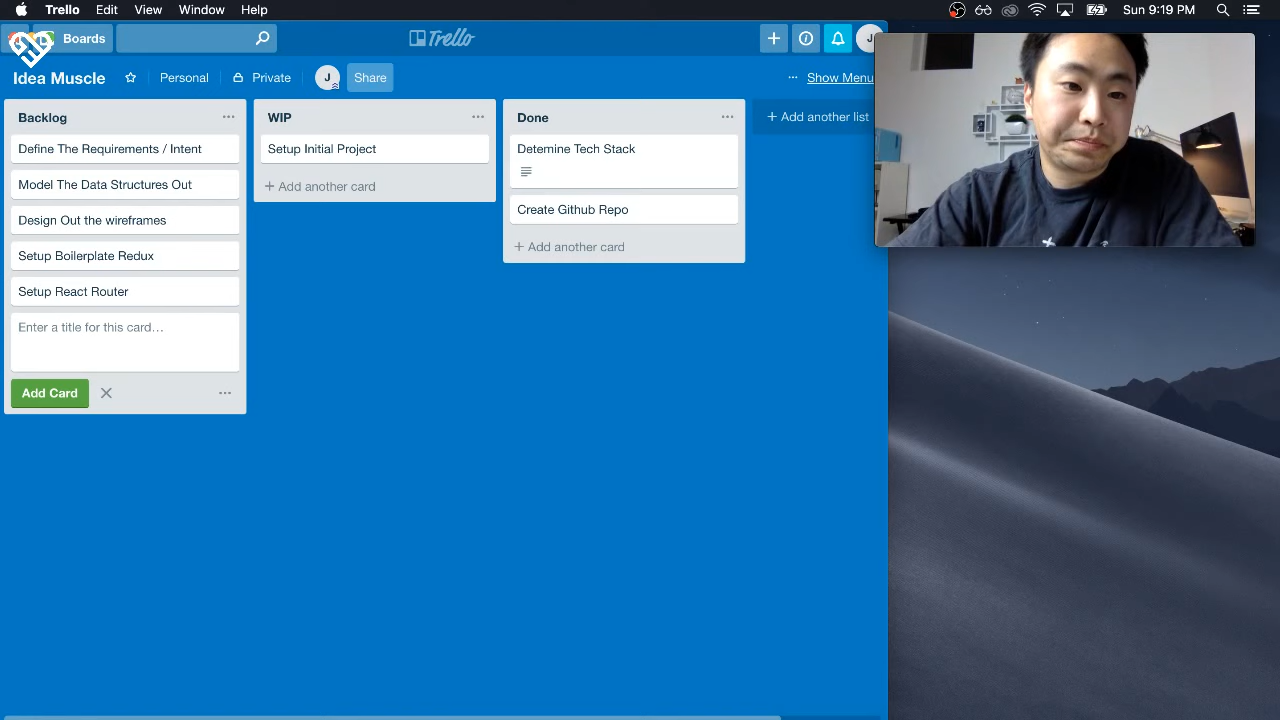 Trello Edit View Window Help Sun 9:19 PM
Boards Trello J
Idea Muscle Personal Private J Share ... Show Menu
Backlog ...
Define The Requirements / Intent
Model The Data Structures Out
Design Out the wireframes
Setup Boilerplate Redux
Setup React Router
Enter a title for this card…
Add Card ...
WIP ...
Setup Initial Project
+ Add another card
Done ...
Detemine Tech Stack
Create Github Repo
+ Add another card
+ Add another list